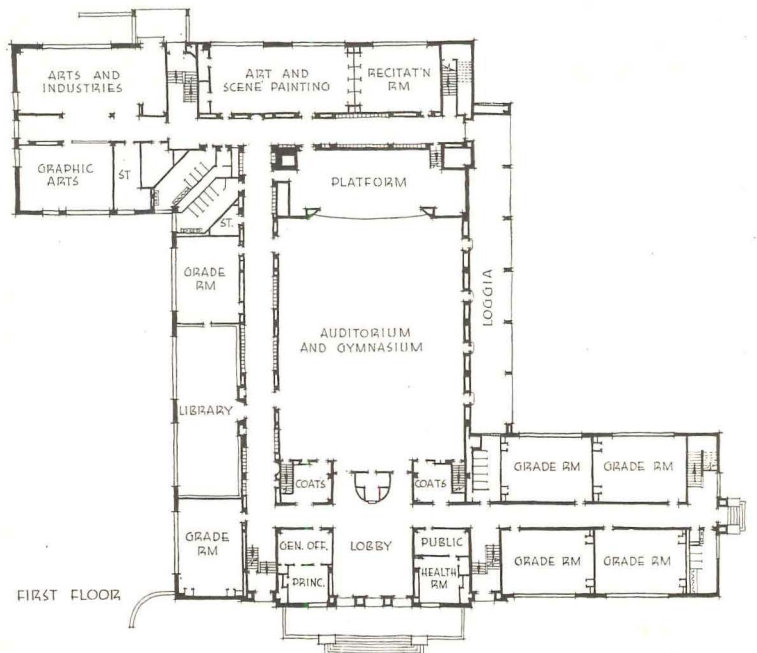 ARTS AND
INDUSTRIES
ART AND
SCENE PAINTING
RECITAT'N
RM
GRAPHIC
ARTS
ST
PLATFORM
ST.
GRADE
RM
LOGGIA
AUDITORIUM
AND GYMNASIUM
LIBRARY
COATS
COATS
GRADE RM
GRADE RM
GRADE
RM
GEN. OFF.
LOBBY
PUBLIC
GRADE RM
GRADE RM
PRINC.
HEALTH
RM
FIRST FLOOR